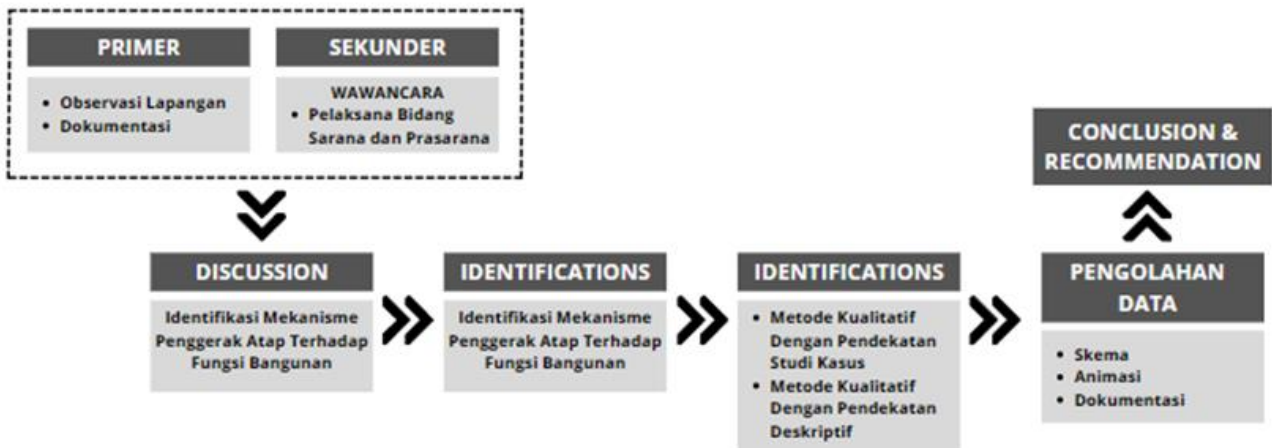 PRIMER
• Observasi Lapangan
• Dokumentasi
SEKUNDER
WAWANCARA
• Pelaksana Bidang
Sarana dan Prasarana
DISCUSSION
Identifikasi Mekanisme
Penggerak Atap Terhadap
Fungsi Bangunan
IDENTIFICATIONS
Identifikasi Mekanisme
Penggerak Atap Terhadap
Fungsi Bangunan
IDENTIFICATIONS
• Metode Kualitatif
Dengan Pendekatan
Studi Kasus
• Metode Kualitatif
Dengan Pendekatan
Deskriptif
PENGOLAHAN
DATA
• Skema
• Animasi
• Dokumentasi
CONCLUSION &
RECOMMENDATION